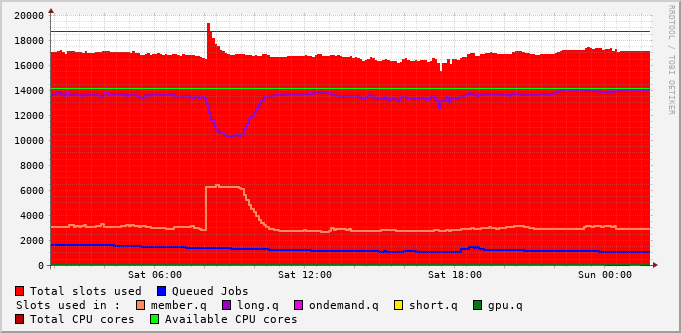 20000
18000
16000
14000
12000
10000
8000
6000
4000
2000
0
Sat 06:00 Sat 12:00 Sat 18:00 Sun 00:00
Total slots used Queued Jobs
Slots used in : member.q long.q ondemand.q short.q gpu.q
Total CPU cores Available CPU cores
RRDTOOL / TOBI OETIKER